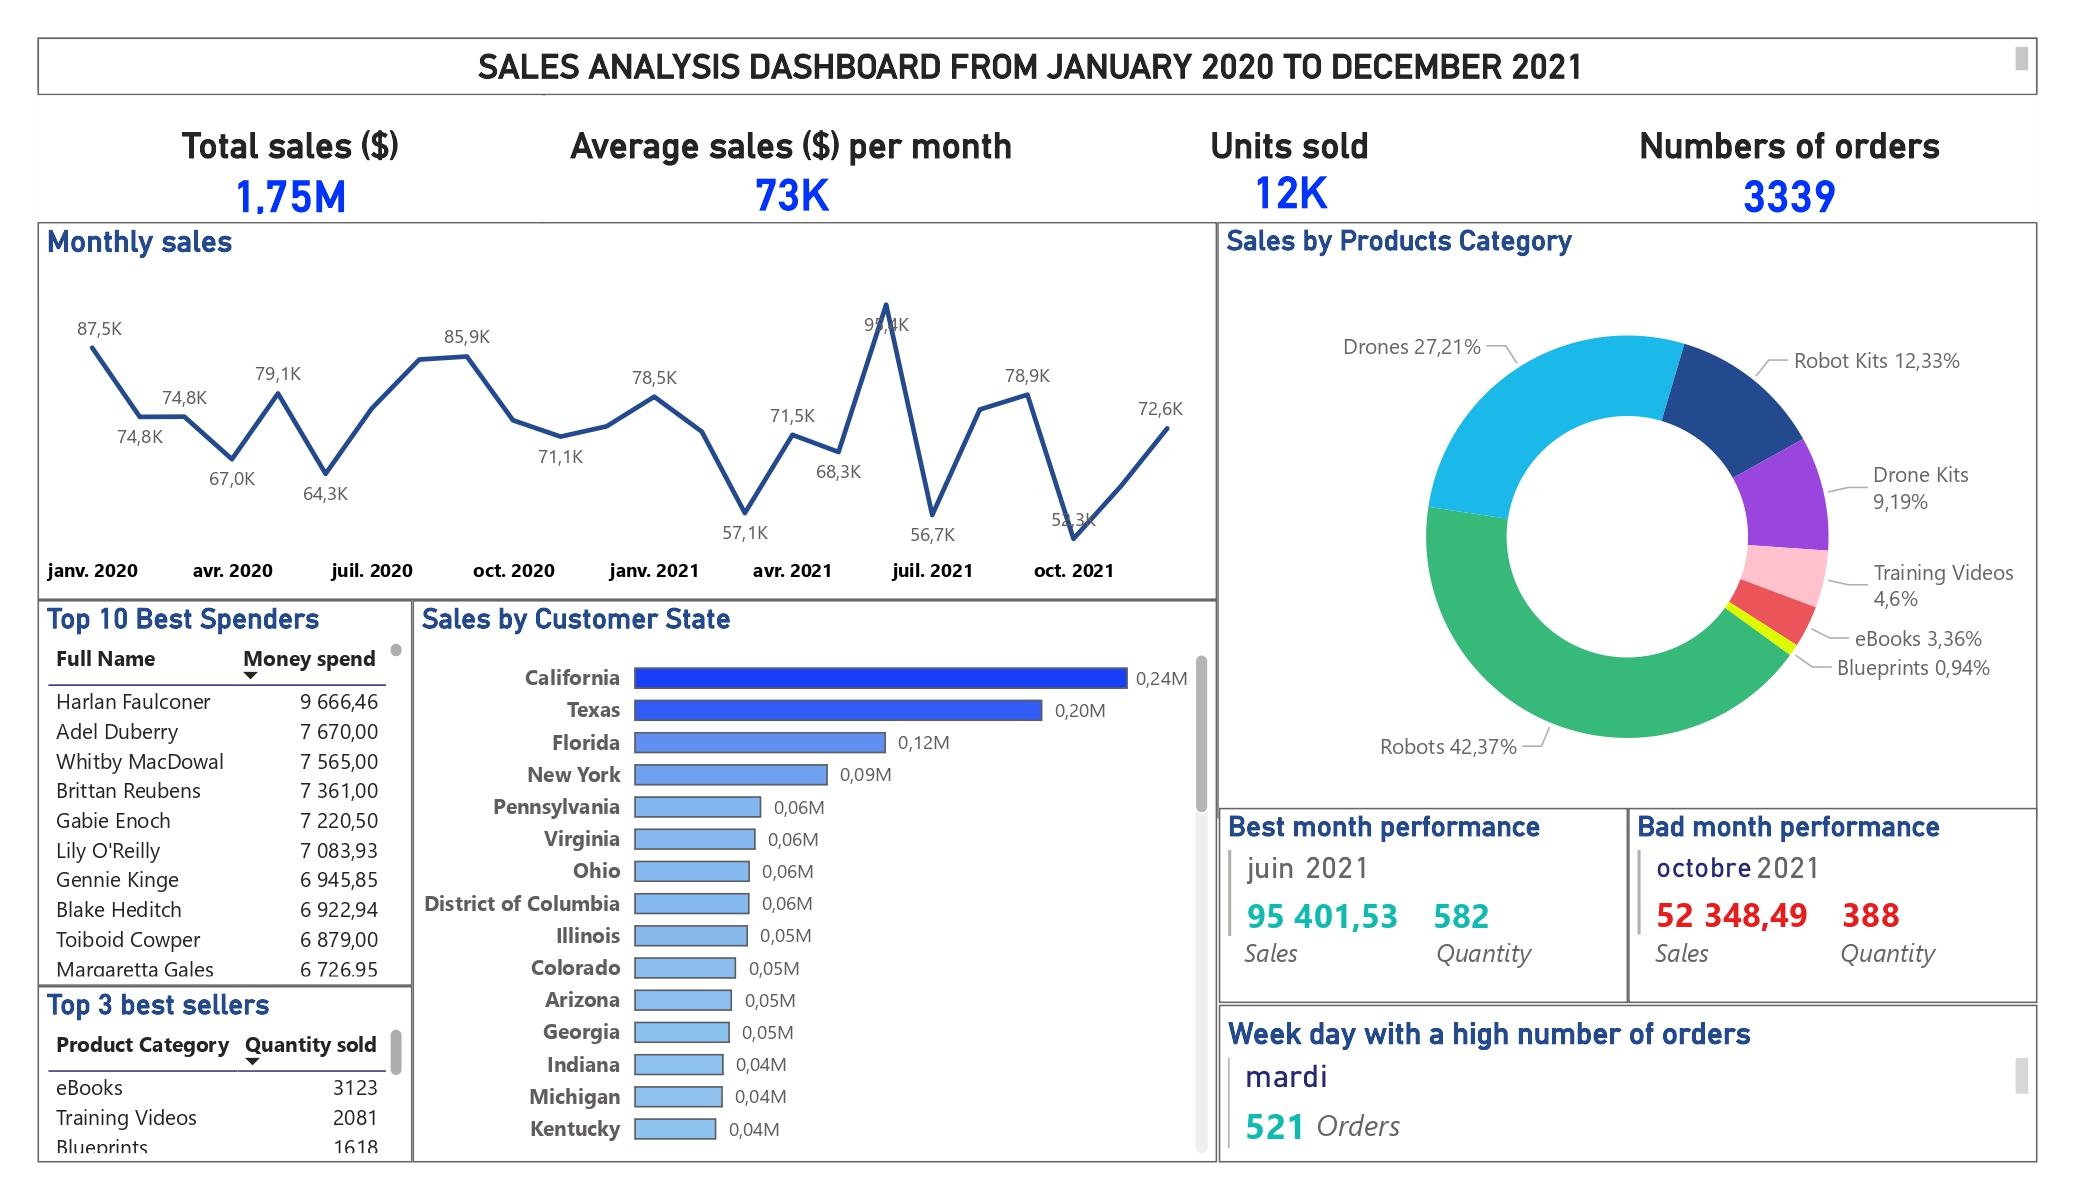 SALES ANALYSIS DASHBOARD FROM JANUARY 2020 TO DECEMBER 2021
Total sales ($)
1,75M
Average sales ($) per month
73K
Units sold
12K
Numbers of orders
3339
Monthly sales
87,5K
74,8K
74,8K
67,0K
79,1K
64,3K
85,9K
71,1K
78,5K
57,1K
71,5K
68,3K
95,4K
56,7K
78,9K
52,3K
72,6K
janv. 2020
avr. 2020
juil. 2020
oct. 2020
janv. 2021
avr. 2021
juil. 2021
oct. 2021
Sales by Products Category
Drones 27,21%
Robot Kits 12,33%
Drone Kits
9,19%
Training Videos
4,6%
eBooks 3,36%
Blueprints 0,94%
Robots 42,37%
Top 10 Best Spenders
Full Name Money spend
Harlan Faulconer 9 666,46
Adel Duberry 7 670,00
Whitby MacDowal 7 565,00
Brittan Reubens 7 361,00
Gabie Enoch 7 220,50
Lily O'Reilly 7 083,93
Gennie Kinge 6 945,85
Blake Heditch 6 922,94
Toiboid Cowper 6 879,00
Margaretta Gales 6 726,95
Top 3 best sellers
Product Category Quantity sold
eBooks 3123
Training Videos 2081
Blueprints 1618
Sales by Customer State
California 0,24M
Texas 0,20M
Florida 0,12M
New York 0,09M
Pennsylvania 0,06M
Virginia 0,06M
Ohio 0,06M
District of Columbia 0,06M
Illinois 0,05M
Colorado 0,05M
Arizona 0,05M
Georgia 0,05M
Indiana 0,04M
Michigan 0,04M
Kentucky 0,04M
Best month performance
juin 2021
95 401,53 582
Sales Quantity
Bad month performance
octobre 2021
52 348,49 388
Sales Quantity
Week day with a high number of orders
mardi
521 Orders